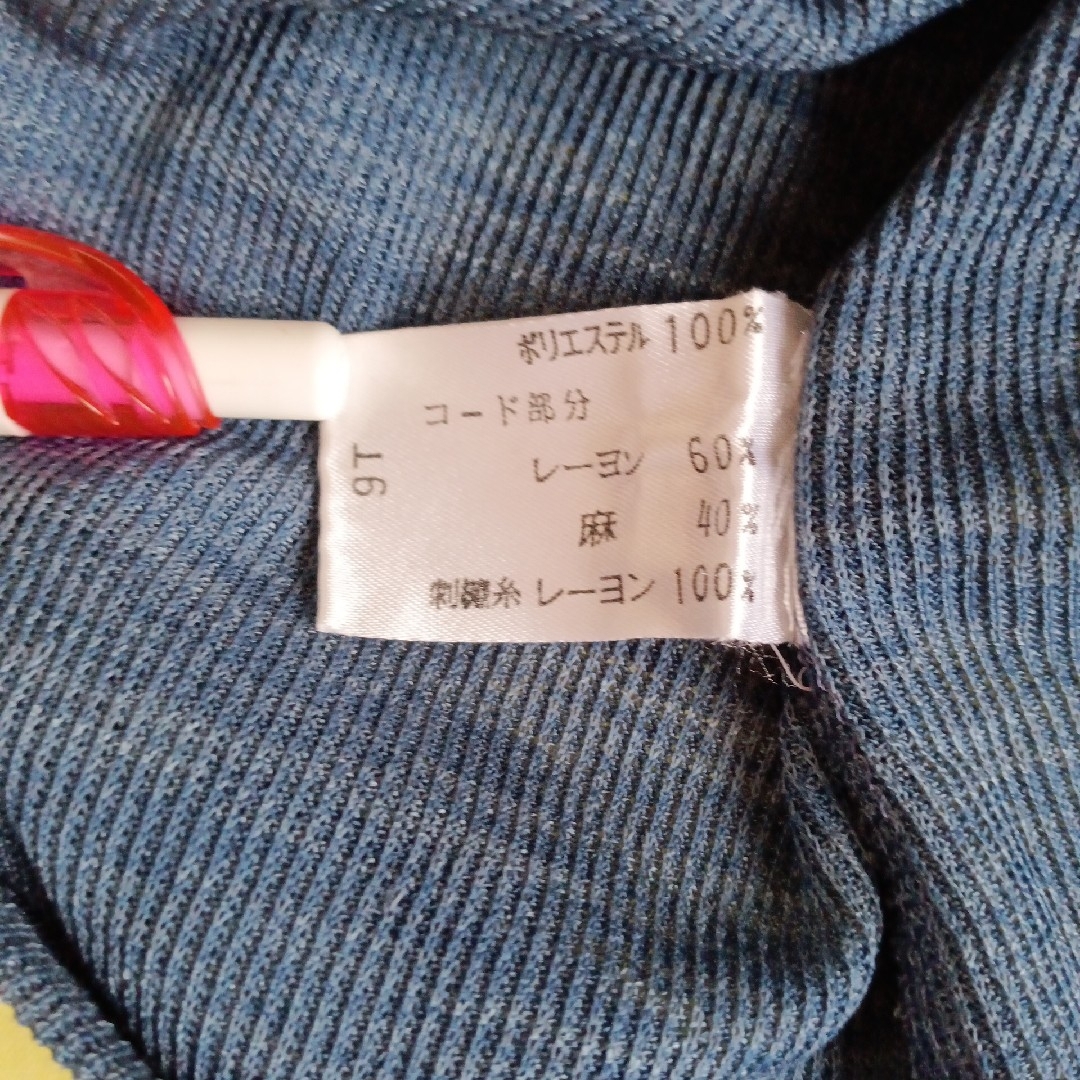 ポリエステル 100%
コード部分
レーヨン 60%
麻 40%
刺繍糸 レーヨン 100%
9T